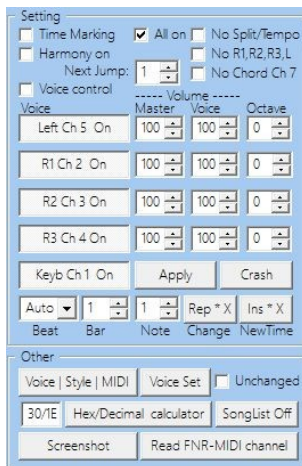 Setting
Time Marking All on No Split/Tempo
Harmony on No R1,R2,R3,L
Next Jump: 1 No Chord Ch 7
Voice control ----- Volume -----
Voice Master Voice Octave
Left Ch 5 On 100 100 0
R1 Ch 2 On 100 100 0
R2 Ch 3 On 100 100 0
R3 Ch 4 On 100 100 0
Keyb Ch 1 On Apply Crash
Auto 1 1 Rep * X Ins * X
Beat Bar Note Change NewTime
Other
Voice | Style | MIDI Voice Set Unchanged
30/1E Hex/Decimal calculator SongList Off
Screenshot Read FNR-MIDI channel